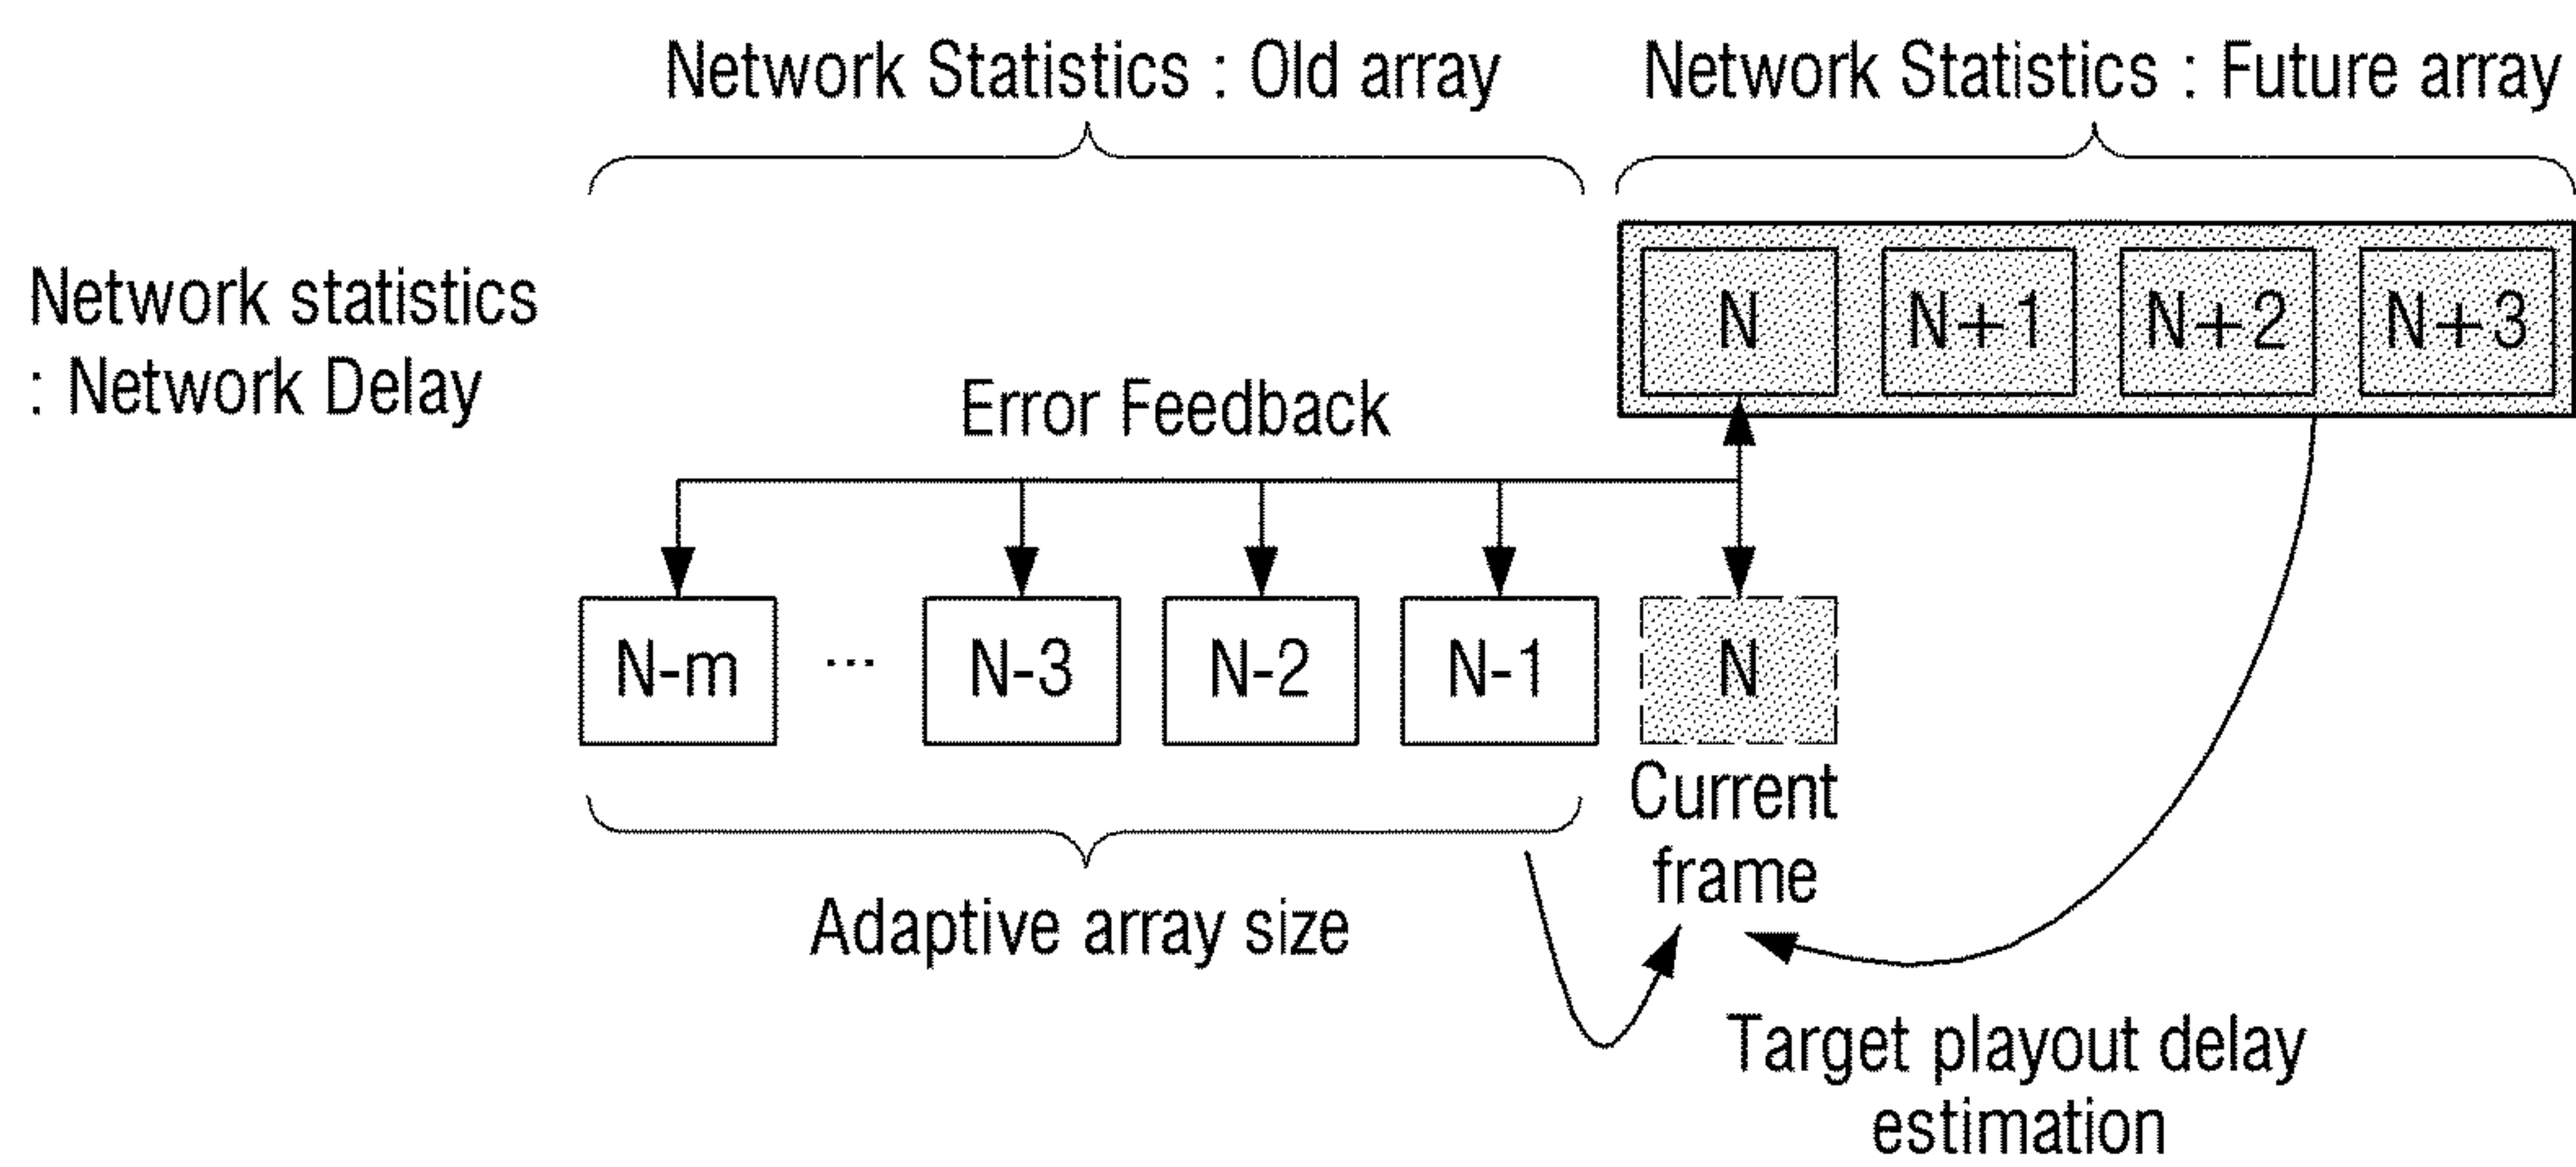 Network Statistics : Old array
Network Statistics : Future array
Network statistics
: Network Delay
N
N+1
N+2
N+3
Error Feedback
N-m
...
N-3
N-2
N-1
N
Current
frame
Adaptive array size
Target playout delay
estimation